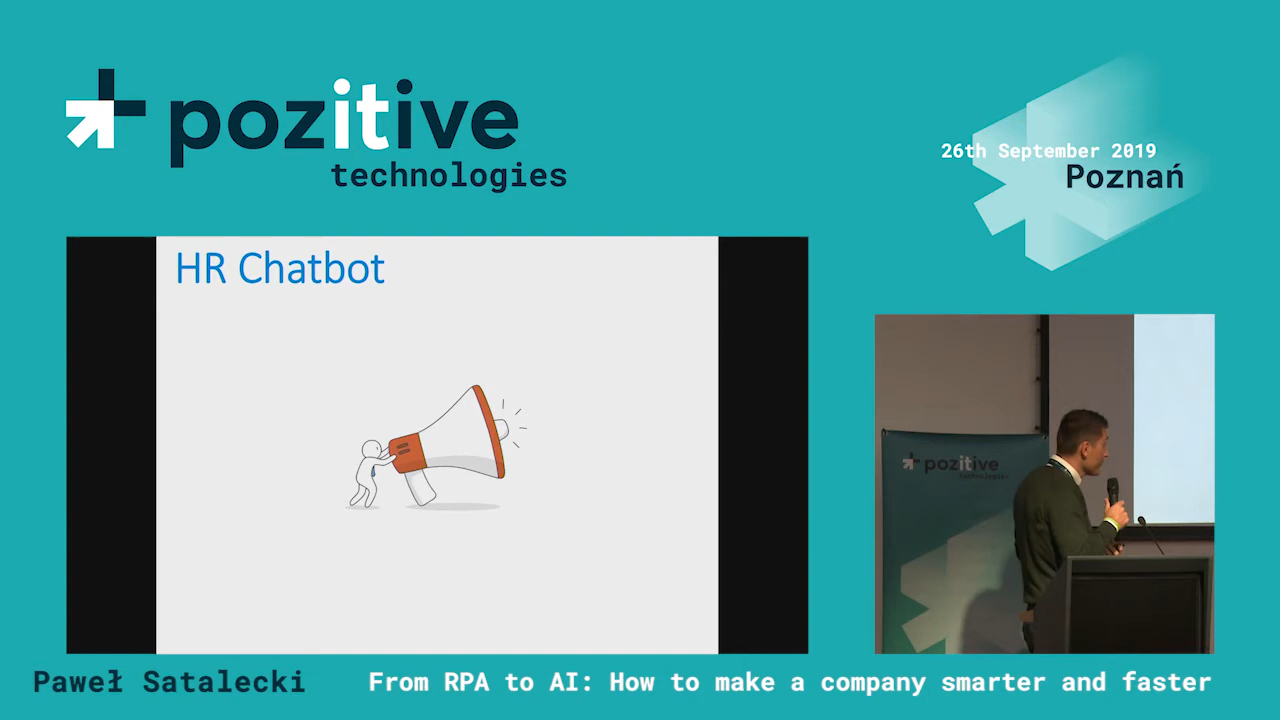 pozitive
technologies
26th September 2019
Poznań
HR Chatbot
pozitive
technologies
Paweł Satalecki
From RPA to AI: How to make a company smarter and faster